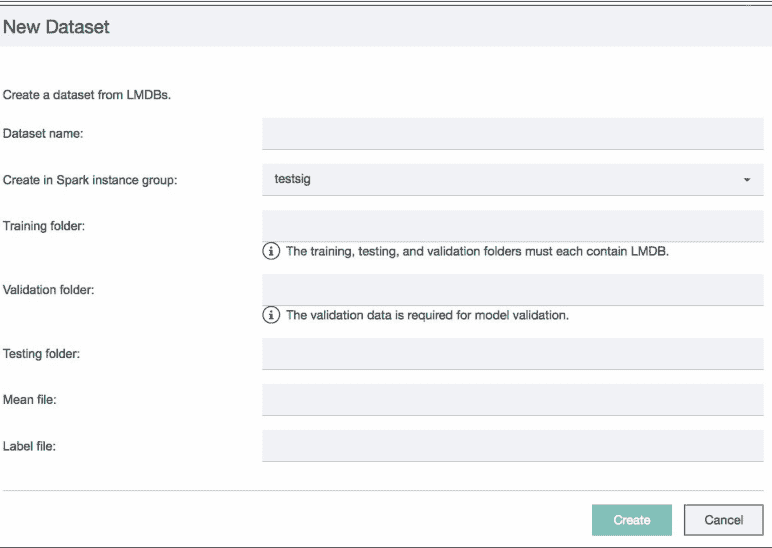 New Dataset
Create a dataset from LMDBs.
Dataset name:
Create in Spark instance group: testsig
Training folder:
The training, testing, and validation folders must each contain LMDB.
Validation folder:
The validation data is required for model validation.
Testing folder:
Mean file:
Label file:
Create Cancel